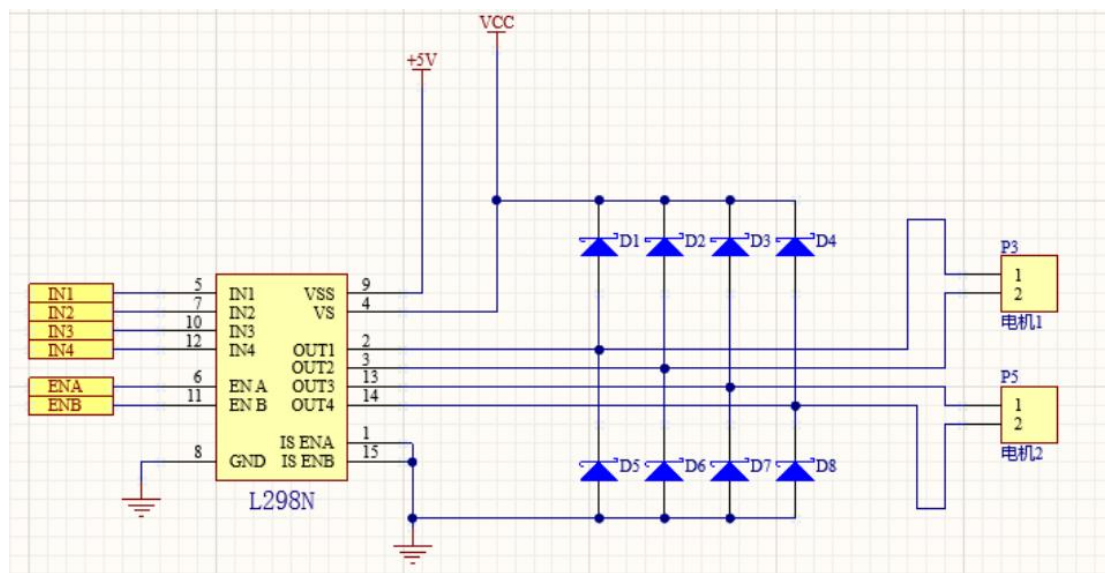 VCC
+5V
D1 D2 D3 D4
P3
1
2
电机1
IN1 5 IN1 VSS 9
IN2 7 IN2 VS 4
IN3 10 IN3
IN4 12 IN4 OUT1 2
OUT2 3
ENA 6 EN A OUT3 13
ENB 11 EN B OUT4 14
P5
1
2
电机2
IS ENA 1
8 GND IS ENB 15
D5 D6 D7 D8
L298N